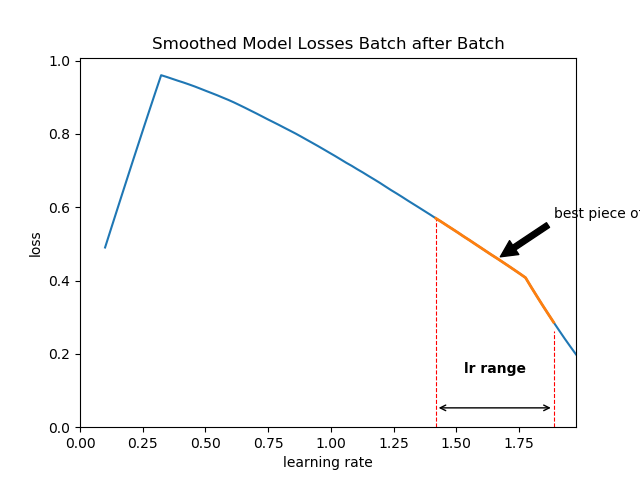 Smoothed Model Losses Batch after Batch
1.0
0.8
0.6
0.4
0.2
0.0
loss
best piece of
lr range
0.00 0.25 0.50 0.75 1.00 1.25 1.50 1.75
learning rate